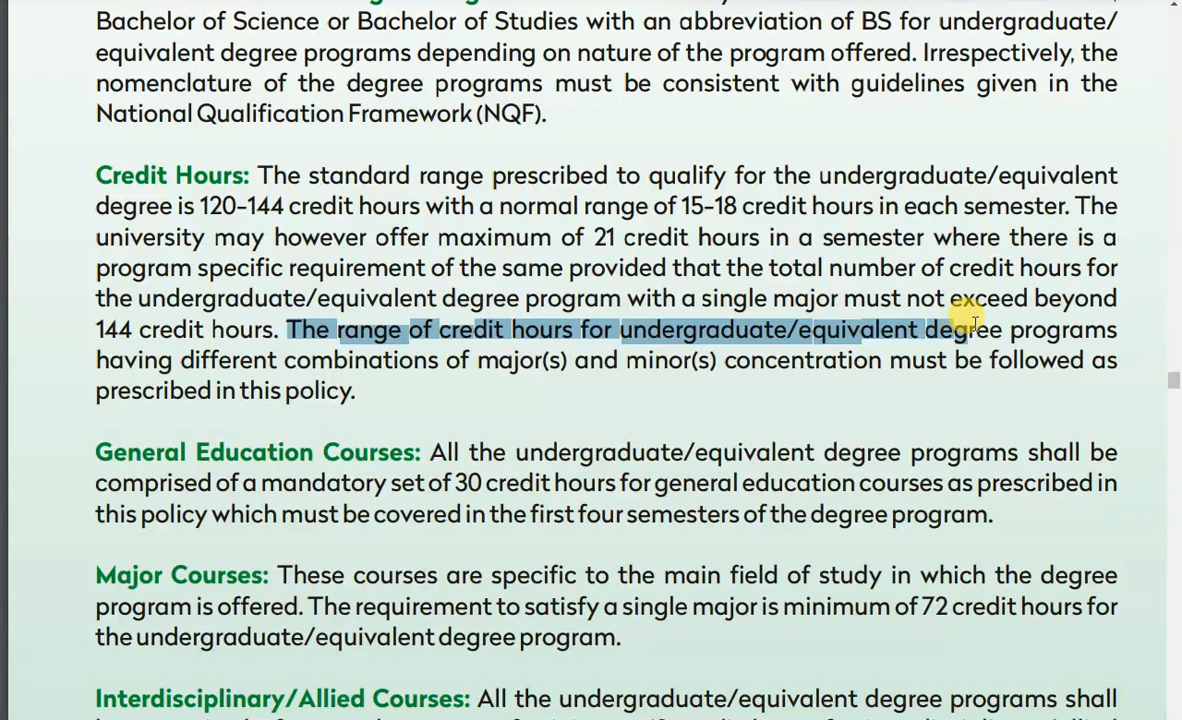 Bachelor of Science or Bachelor of Studies with an abbreviation of BS for undergraduate/
equivalent degree programs depending on nature of the program offered. Irrespectively, the
nomenclature of the degree programs must be consistent with guidelines given in the
National Qualification Framework (NQF).
Credit Hours: The standard range prescribed to qualify for the undergraduate/equivalent
degree is 120-144 credit hours with a normal range of 15-18 credit hours in each semester. The
university may however offer maximum of 21 credit hours in a semester where there is a
program specific requirement of the same provided that the total number of credit hours for
the undergraduate/equivalent degree program with a single major must not exceed beyond
144 credit hours. The range of credit hours for undergraduate/equivalent degree programs
having different combinations of major(s) and minor(s) concentration must be followed as
prescribed in this policy.
General Education Courses: All the undergraduate/equivalent degree programs shall be
comprised of a mandatory set of 30 credit hours for general education courses as prescribed in
this policy which must be covered in the first four semesters of the degree program.
Major Courses: These courses are specific to the main field of study in which the degree
program is offered. The requirement to satisfy a single major is minimum of 72 credit hours for
the undergraduate/equivalent degree program.
Interdisciplinary/Allied Courses: All the undergraduate/equivalent degree programs shall